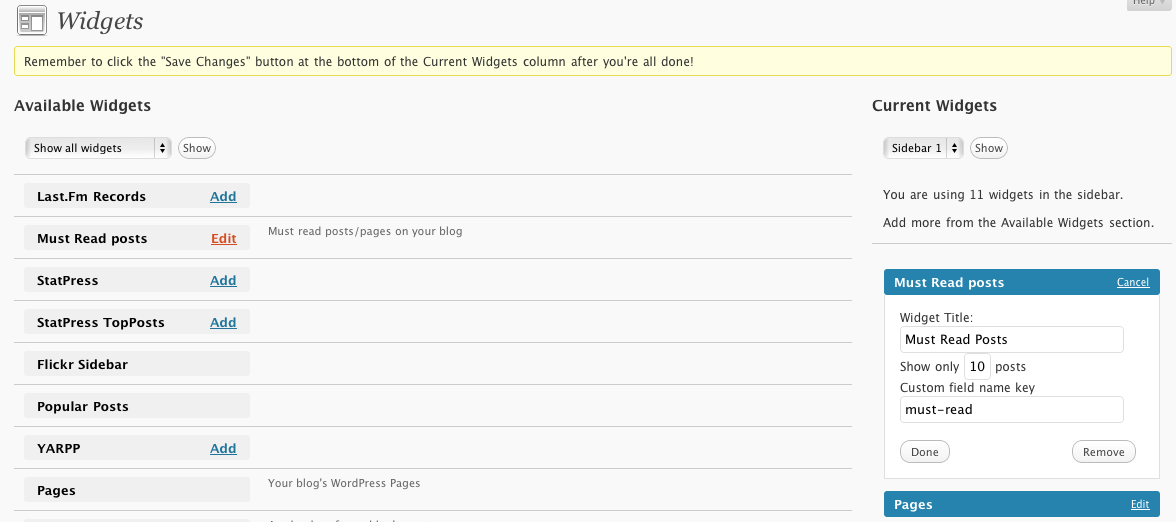 Help
Widgets
Remember to click the "Save Changes" button at the bottom of the Current Widgets column after you're all done!
Available Widgets
Show all widgets Show
Last.Fm Records Add
Must Read posts Edit Must read posts/pages on your blog
StatPress Add
StatPress TopPosts Add
Flickr Sidebar
Popular Posts
YARPP Add
Pages Your blog's WordPress Pages
Current Widgets
Sidebar 1 Show
You are using 11 widgets in the sidebar.
Add more from the Available Widgets section.
Must Read posts Cancel
Widget Title:
Must Read Posts
Show only 10 posts
Custom field name key
must-read
Done Remove
Pages Edit